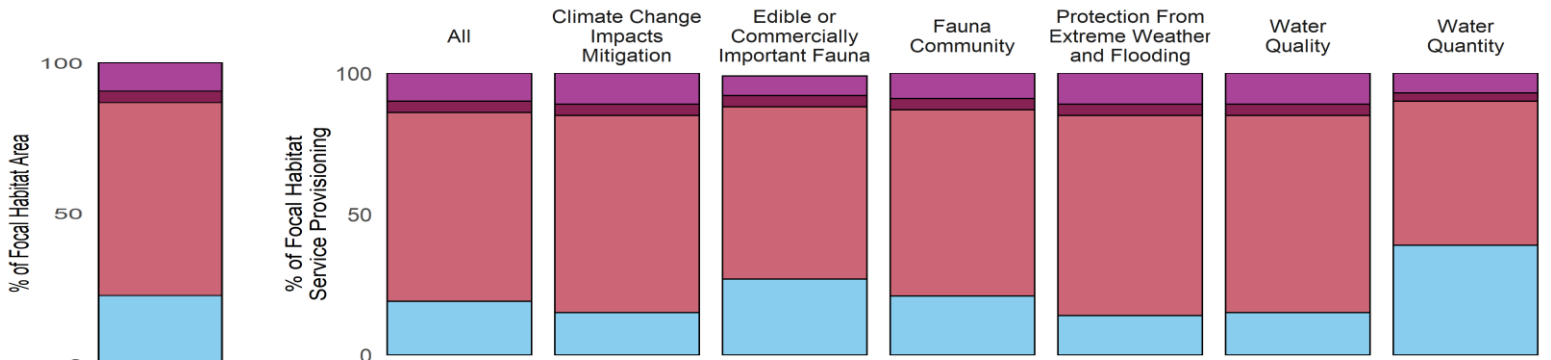 % of Focal Habitat Area
100
50
% of Focal Habitat
Service Provisioning
100
50
0
All
Climate Change
Impacts
Mitigation
Edible or
Commercially
Important Fauna
Fauna
Community
Protection From
Extreme Weather
and Flooding
Water
Quality
Water
Quantity